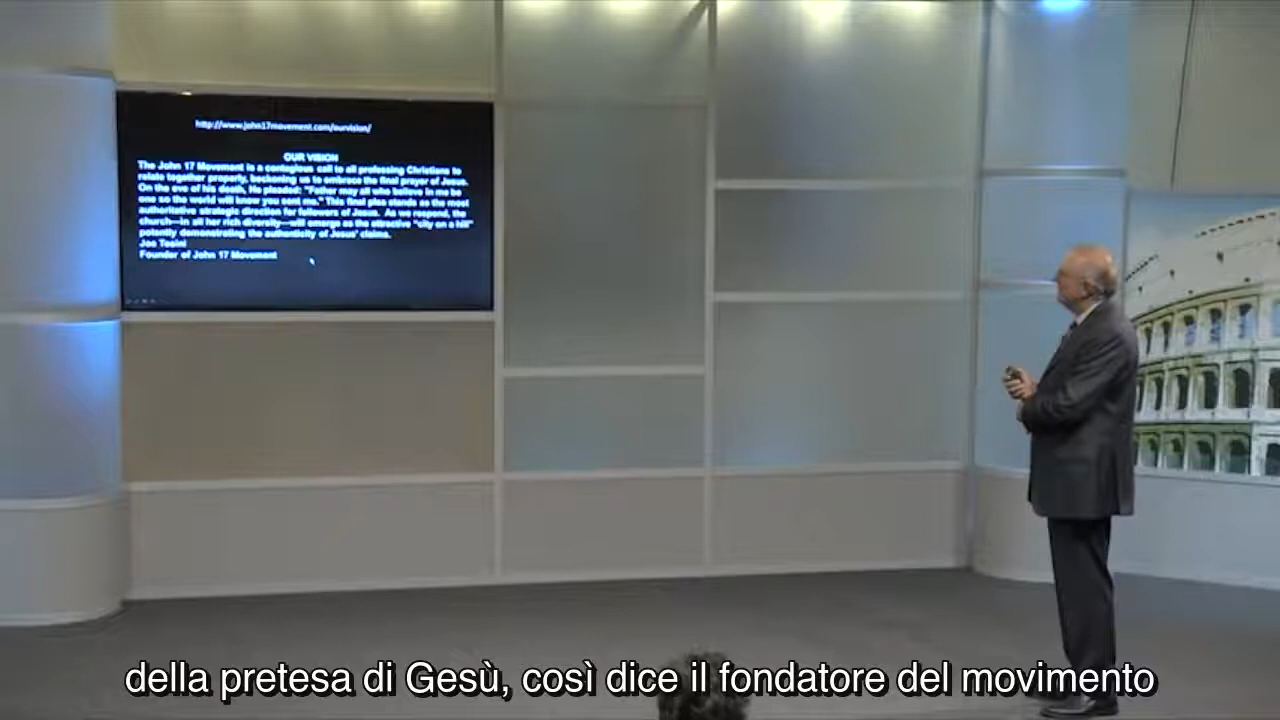 http://www.john17movement.com/ourvision/
OUR VISION
The John 17 Movement is a contagious call to all professing Christians to
relate together properly, beckoning us to embrace the final prayer of Jesus.
On the eve of his death, He pleaded: "Father may all who believe in me be
one so the world will know you sent me." This final plea stands as the most
authoritative strategic direction for followers of Jesus. As we respond, the
church—in all her rich diversity—will emerge as the attractive "city on a hill"
potently demonstrating the authenticity of Jesus' claims.
Joe Tosini
Founder of John 17 Movement
della pretesa di Gesù, così dice il fondatore del movimento